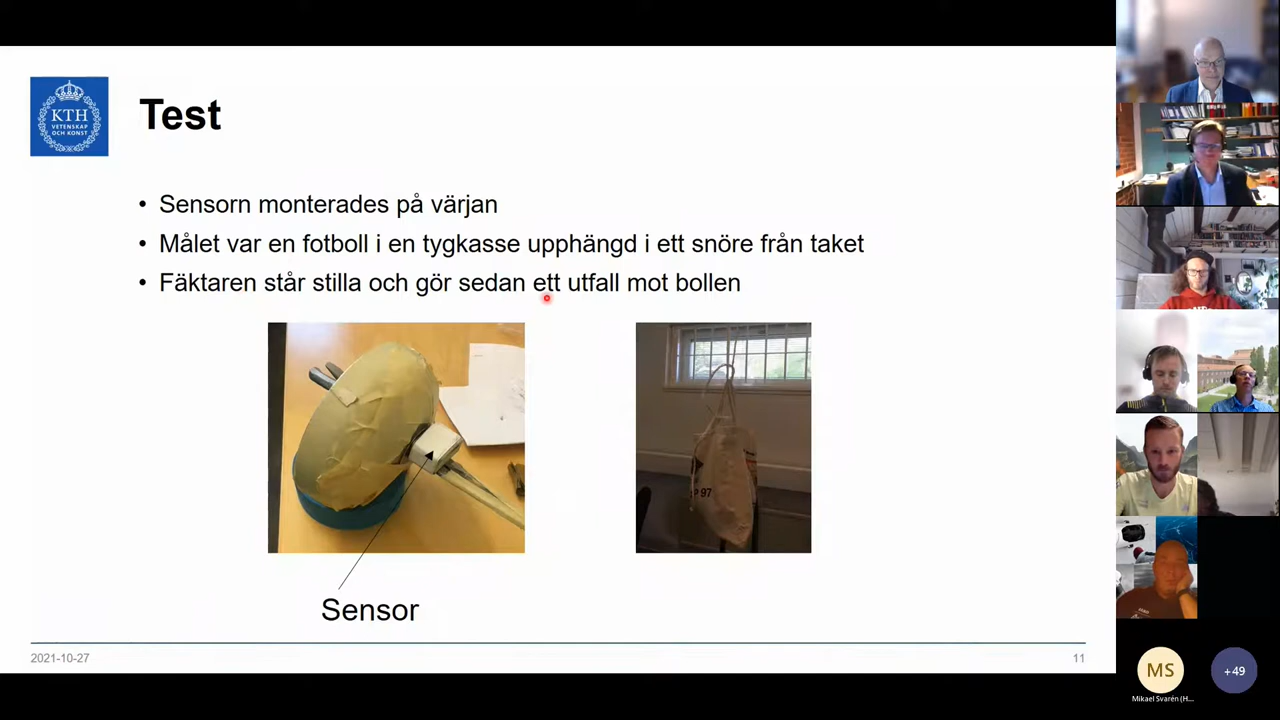 KTH
VETENSKAP
OCH KONST
Test
• Sensorn monterades på värjan
• Målet var en fotboll i en tygkasse upphängd i ett snöre från taket
• Fäktaren står stilla och gör sedan ett utfall mot bollen
P 97
Sensor
2021-10-27
11
MS
+49
Mikael Svarén (H...